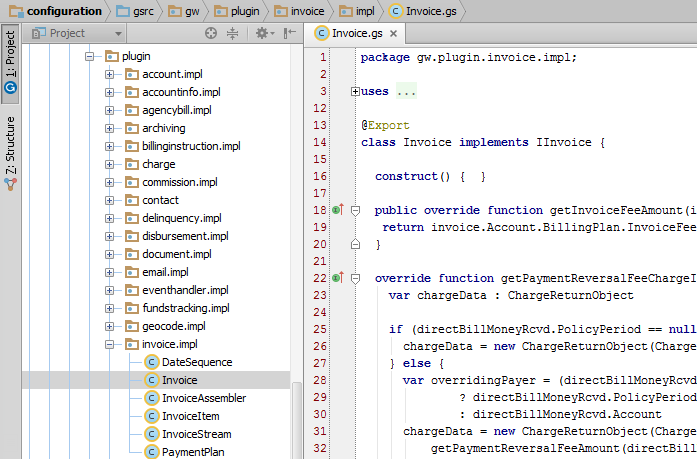 configuration gsrc gw plugin invoice impl Invoice.gs
1: Project
Z: Structure
Project
plugin
account.impl
accountinfo.impl
agencybill.impl
archiving
billinginstruction.impl
charge
commission.impl
contact
delinquency.impl
disbursement.impl
document.impl
email.impl
eventhandler.impl
fundstracking.impl
geocode.impl
invoice.impl
DateSequence
Invoice
InvoiceAssembler
InvoiceItem
InvoiceStream
PaymentPlan
Invoice.gs
1 package gw.plugin.invoice.impl;
2
3 uses ...
12
13 @Export
14 class Invoice implements IInvoice {
15
16 construct() { }
17
18 public override function getInvoiceFeeAmount(i
19 return invoice.Account.BillingPlan.InvoiceFee
20 }
21
22 override function getPaymentReversalFeeChargeI
23 var chargeData : ChargeReturnObject
24
25 if (directBillMoneyRcvd.PolicyPeriod == null
26 chargeData = new ChargeReturnObject(Charge
27 } else {
28 var overridingPayer = (directBillMoneyRcvd
29 ? directBillMoneyRcvd.PolicyPeriod
30 : directBillMoneyRcvd.Account
31 chargeData = new ChargeReturnObject(Charge
32 getPaymentReversalFeeAmount(directBill